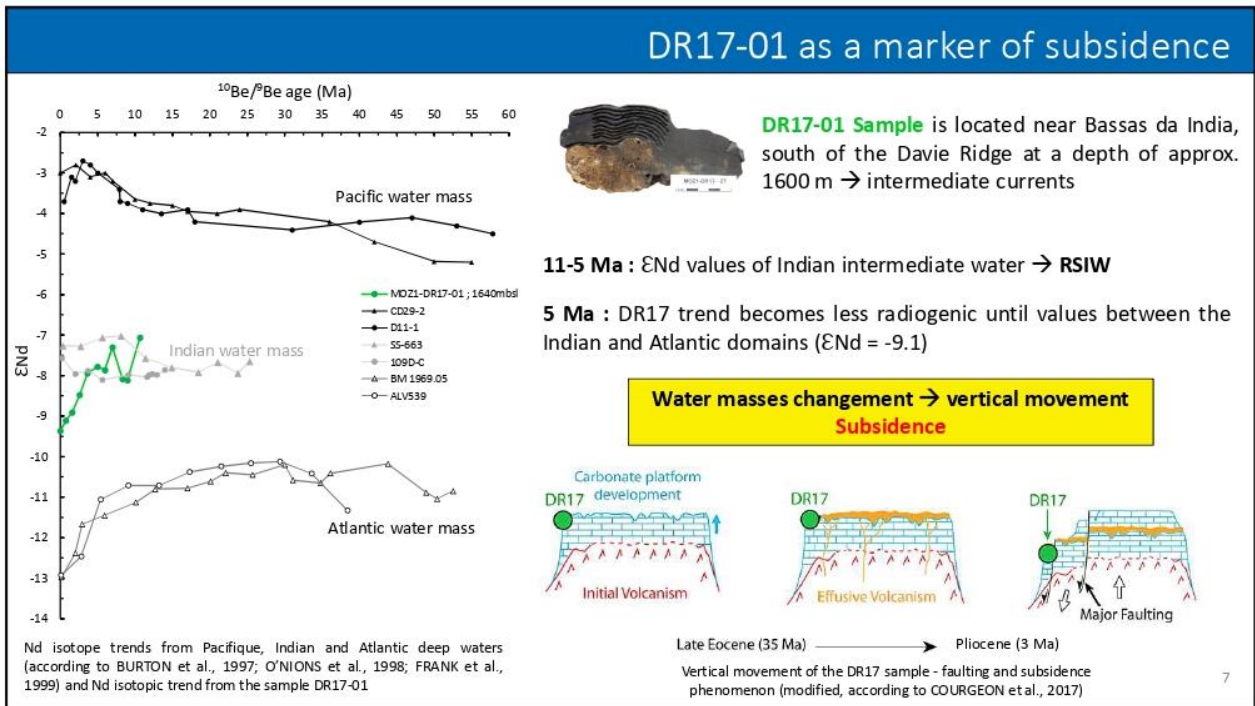 DR17-01 as a marker of subsidence
10Be/9Be age (Ma)
0 5 10 15 20 25 30 35 40 45 50 55 60
-2
-3
-4
-5
-6
-7
-8
-9
-10
-11
-12
-13
-14
ƐNd
Pacific water mass
MOZ1-DR17-01 ; 1640mbsl
CD29-2
D11-1
SS-663
109D-C
BM 1969.05
ALV539
Indian water mass
Atlantic water mass
Nd isotope trends from Pacifique, Indian and Atlantic deep waters
(according to BURTON et al., 1997; O'NIONS et al., 1998; FRANK et al.,
1999) and Nd isotopic trend from the sample DR17-01
MOZ1-DR17-01
DR17-01 Sample is located near Bassas da India,
south of the Davie Ridge at a depth of approx.
1600 m → intermediate currents
11-5 Ma : ƐNd values of Indian intermediate water → RSIW
5 Ma : DR17 trend becomes less radiogenic until values between the
Indian and Atlantic domains (ƐNd = -9.1)
Water masses changement → vertical movement
Subsidence
Carbonate platform
development
DR17
Initial Volcanism
DR17
Effusive Volcanism
DR17
Major Faulting
Late Eocene (35 Ma) → Pliocene (3 Ma)
Vertical movement of the DR17 sample - faulting and subsidence
phenomenon (modified, according to COURGEON et al., 2017)
7